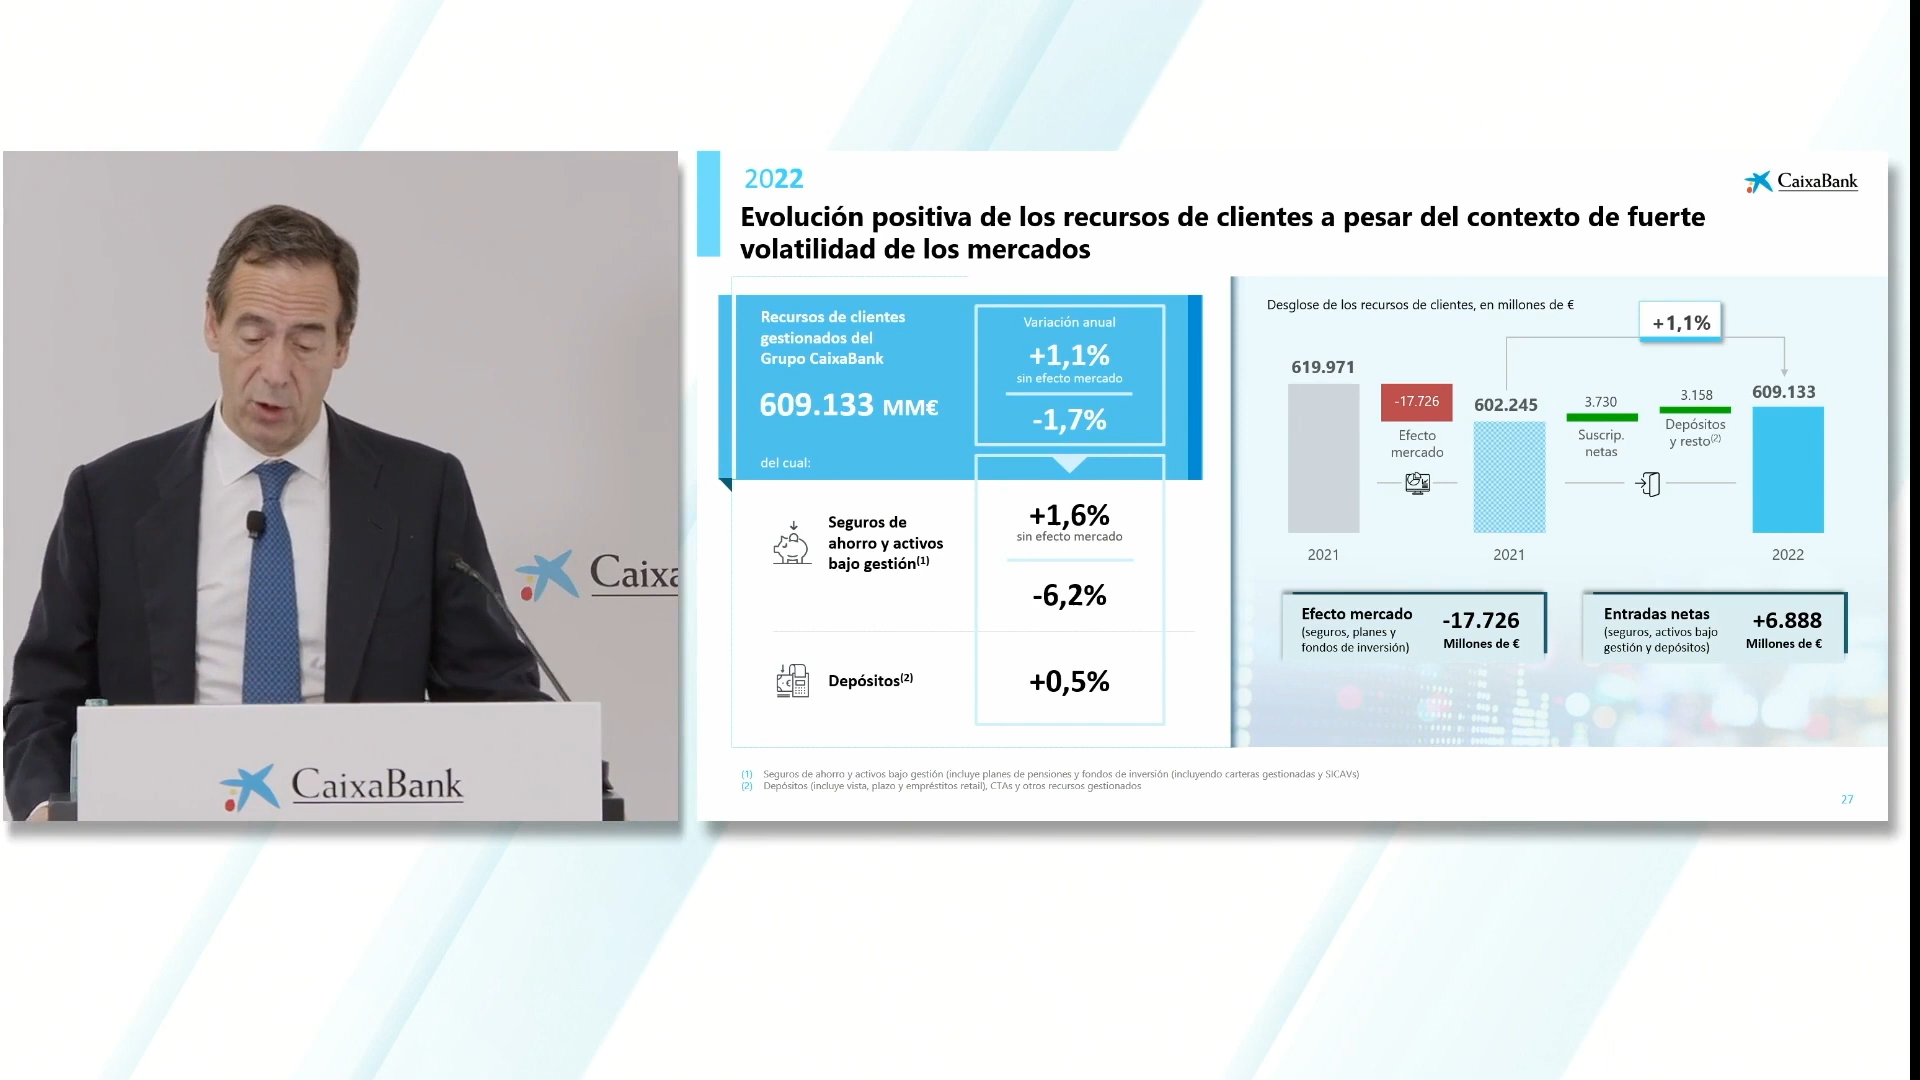 Caixa
CaixaBank
2022
CaixaBank
Evolución positiva de los recursos de clientes a pesar del contexto de fuerte
volatilidad de los mercados
Recursos de clientes
gestionados del
Grupo CaixaBank
609.133 MM€
del cual:
Variación anual
+1,1%
sin efecto mercado
-1,7%
Seguros de
ahorro y activos
bajo gestión(1)
+1,6%
sin efecto mercado
-6,2%
Depósitos(2)
+0,5%
Desglose de los recursos de clientes, en millones de €
+1,1%
619.971
2021
-17.726
Efecto
mercado
602.245
2021
3.730
Suscrip.
netas
3.158
Depósitos
y resto(2)
609.133
2022
Efecto mercado
(seguros, planes y
fondos de inversión)
-17.726
Millones de €
Entradas netas
(seguros, activos bajo
gestión y depósitos)
+6.888
Millones de €
(1) Seguros de ahorro y activos bajo gestión (incluye planes de pensiones y fondos de inversión (incluyendo carteras gestionadas y SICAVs)
(2) Depósitos (incluye vista, plazo y empréstitos retail), CTAs y otros recursos gestionados
27